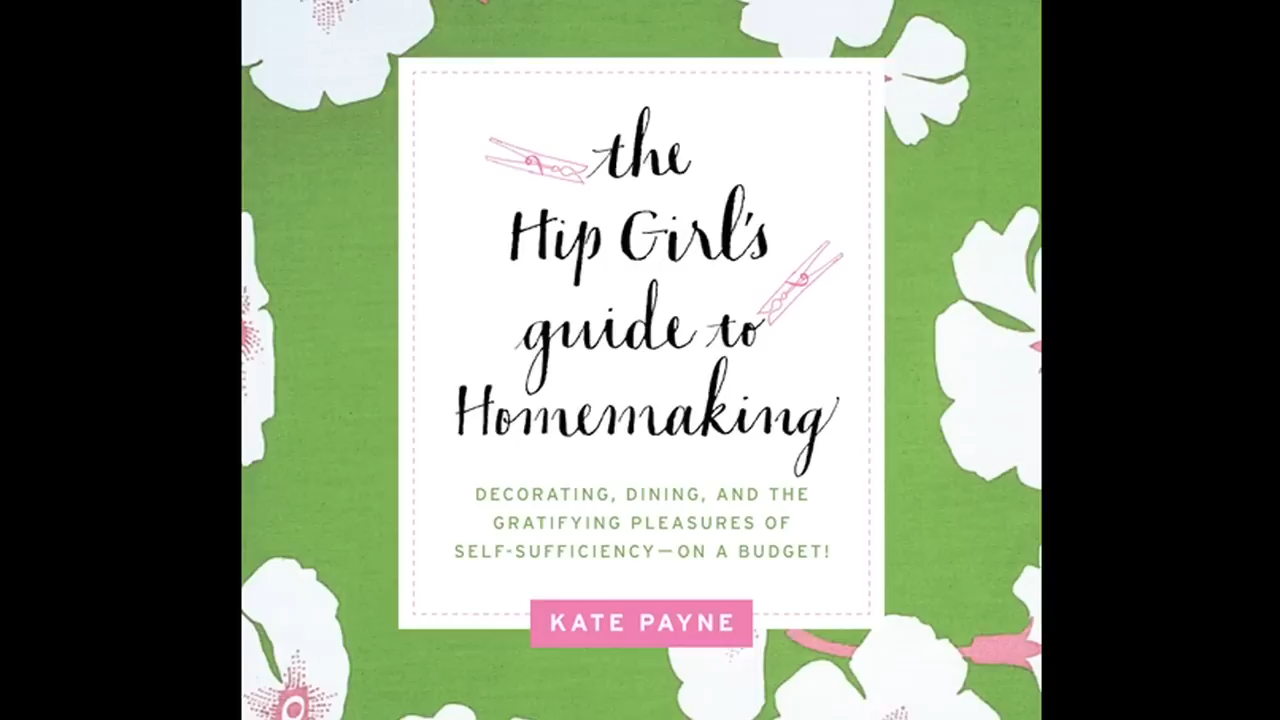 the
Hip Girl's
guide to
Homemaking
DECORATING, DINING, AND THE
GRATIFYING PLEASURES OF
SELF-SUFFICIENCY—ON A BUDGET!
KATE PAYNE